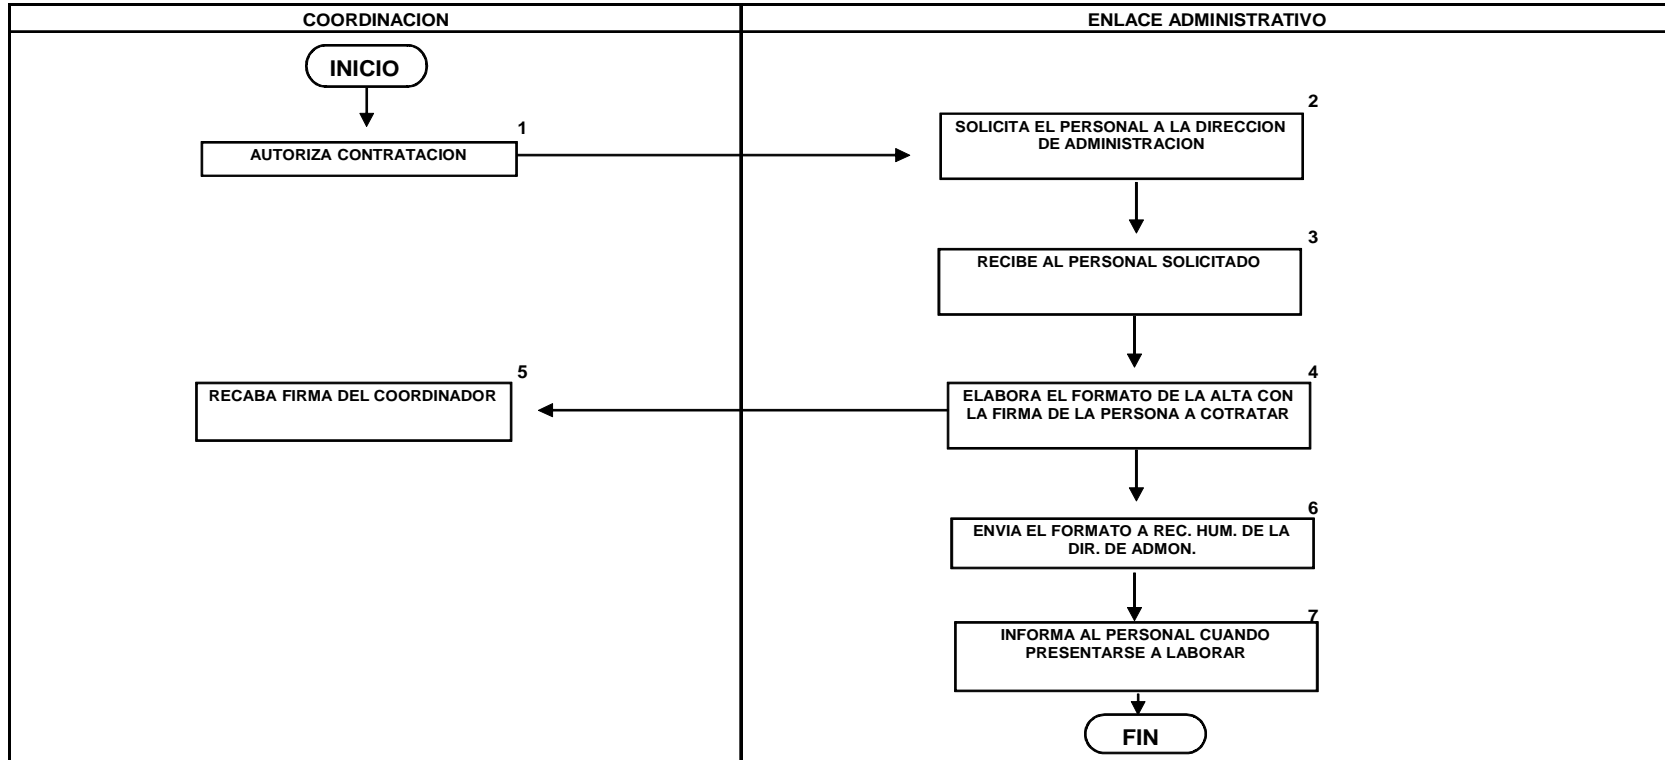 COORDINACION
ENLACE ADMINISTRATIVO
INICIO
1
AUTORIZA CONTRATACION
2
SOLICITA EL PERSONAL A LA DIRECCION
DE ADMINISTRACION
3
RECIBE AL PERSONAL SOLICITADO
4
ELABORA EL FORMATO DE LA ALTA CON
LA FIRMA DE LA PERSONA A COTRATAR
5
RECABA FIRMA DEL COORDINADOR
6
ENVIA EL FORMATO A REC. HUM. DE LA
DIR. DE ADMON.
7
INFORMA AL PERSONAL CUANDO
PRESENTARSE A LABORAR
FIN